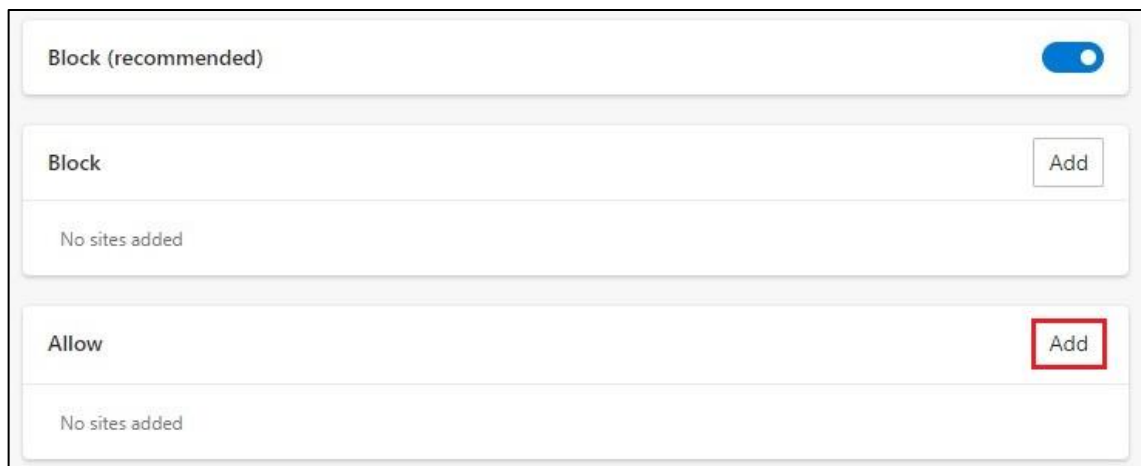 Block (recommended)
Block
Add
No sites added
Allow
Add
No sites added